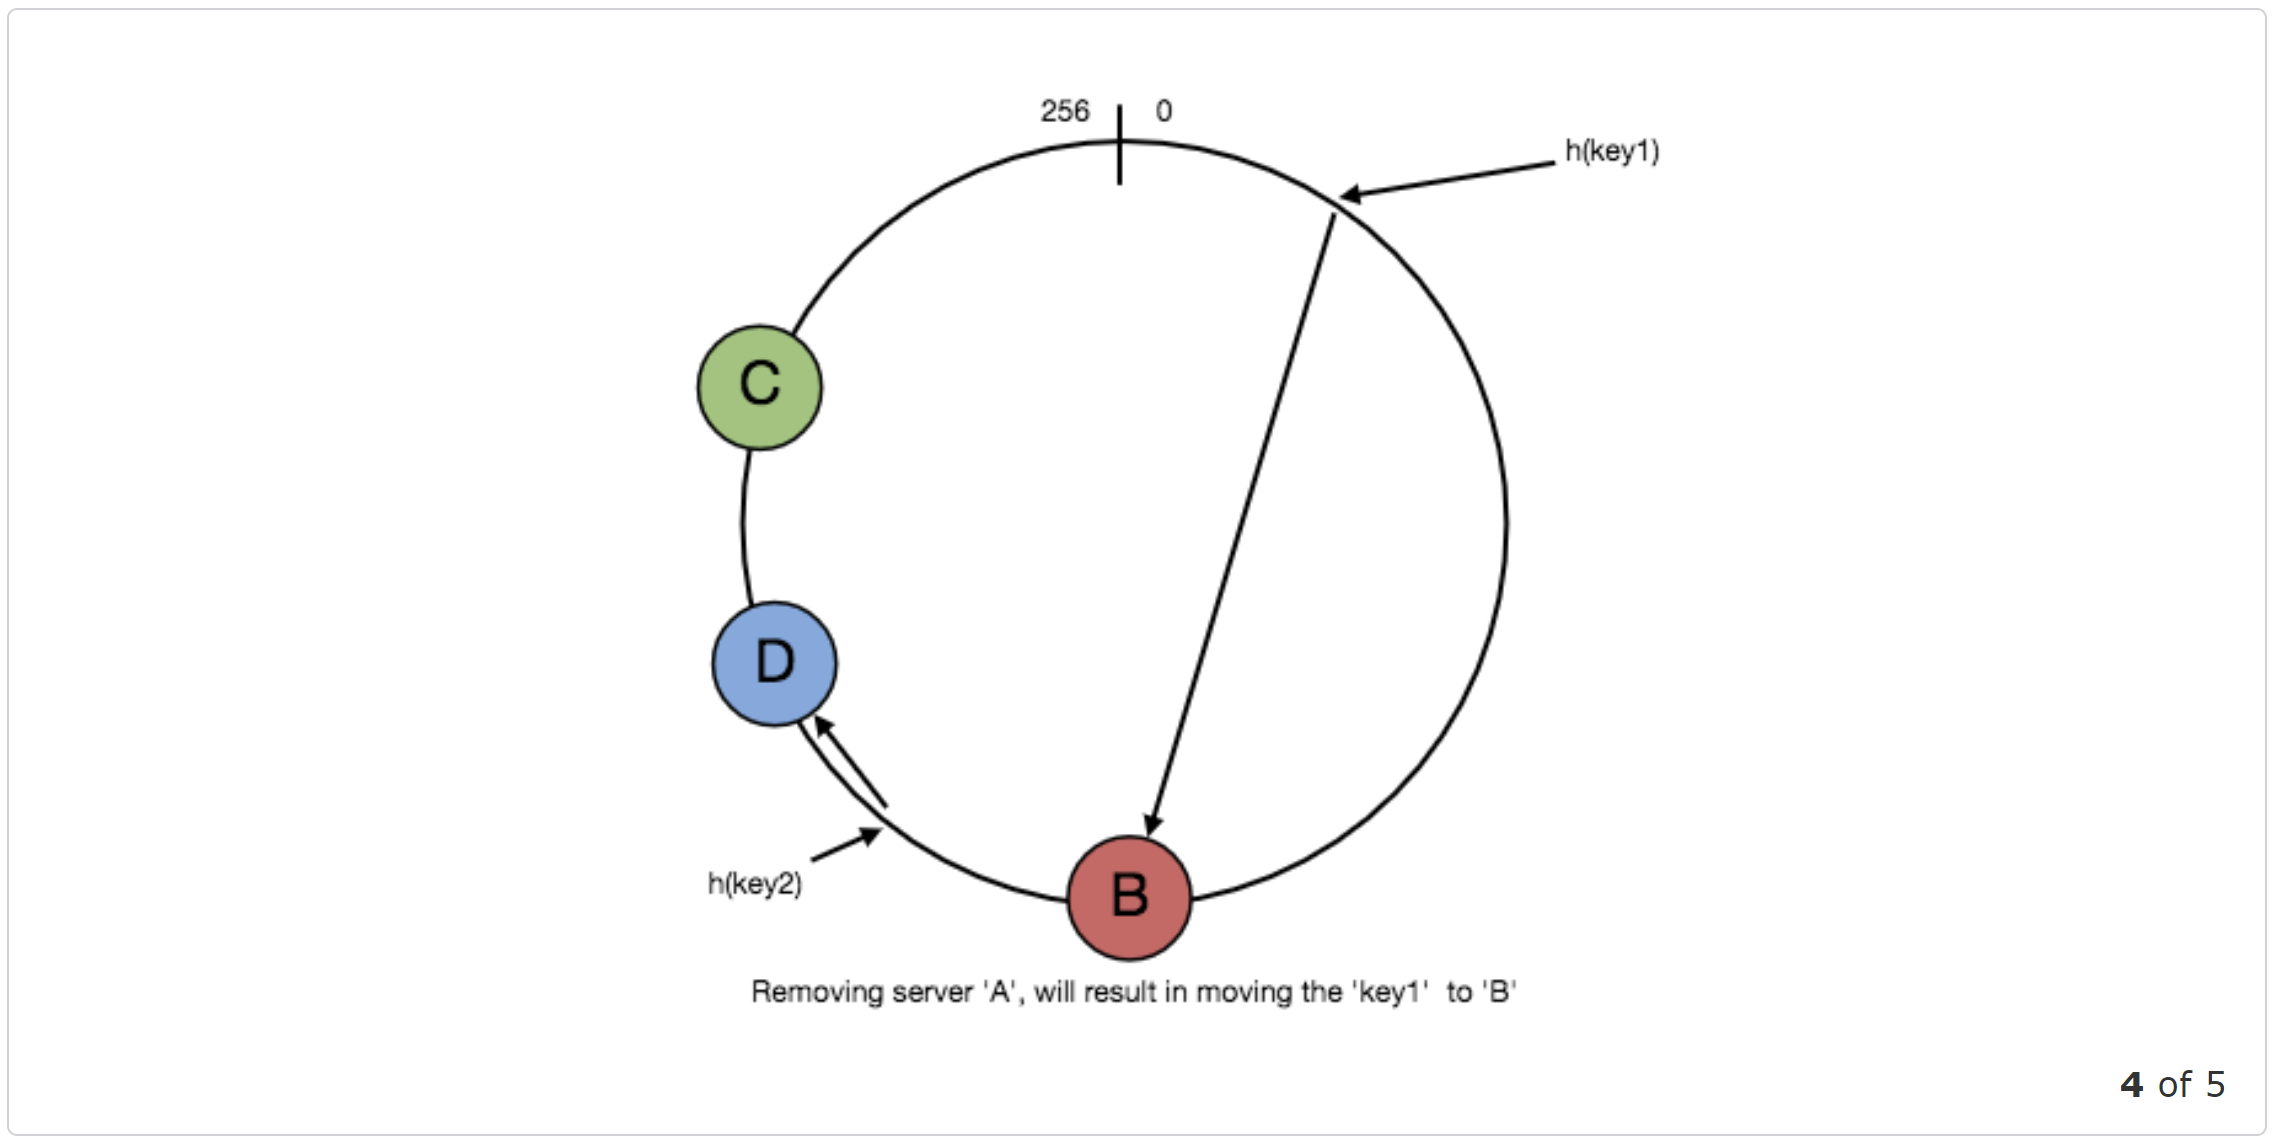 256 0
h(key1)
C
D
h(key2)
B
Removing server 'A', will result in moving the 'key1' to 'B'
4 of 5